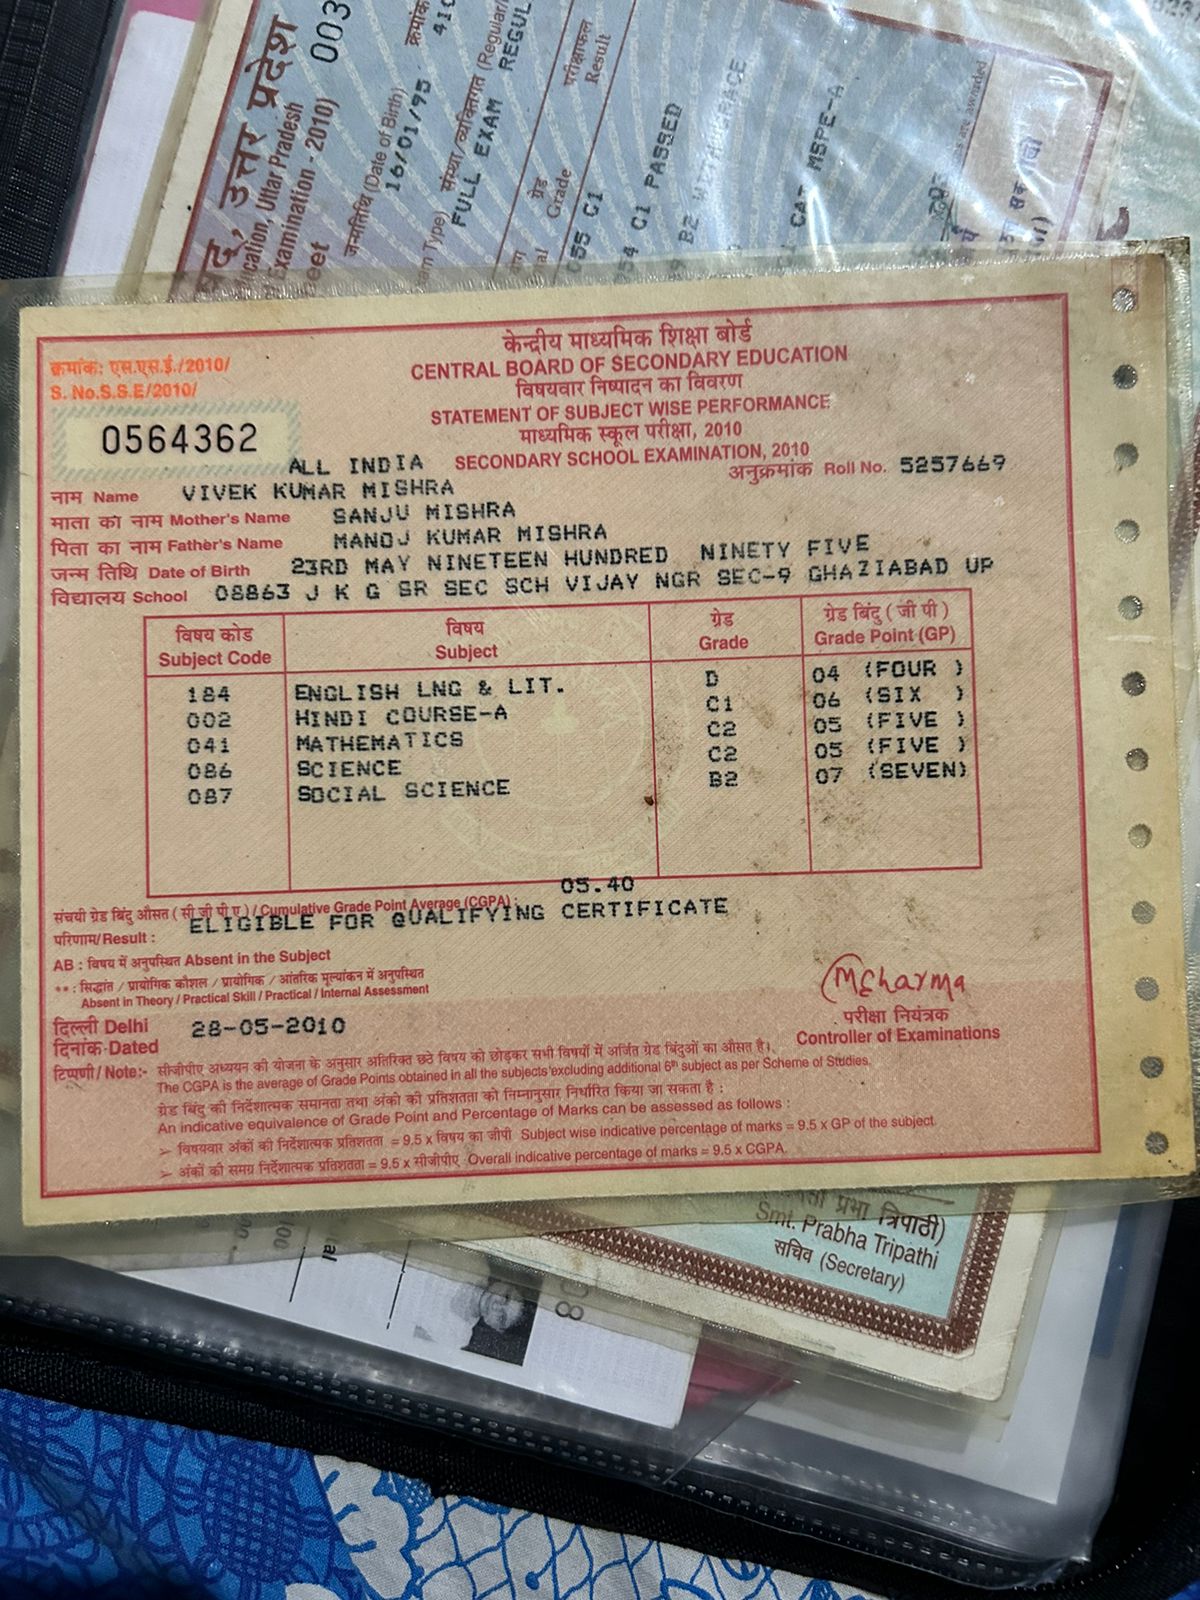 उत्तर प्रदेश
003
Uttar Pradesh
Examination - 2010)
जन्मतिथि (Date of Birth)
16/01/95
क्रमांक
410
संस्था/व्यक्तिगत (Regular/
FULL EXAM REGUL
ग्रेड
Grade
परीक्षाफल
Result
055 C1
C1 PASSED
B2 WITH GRACE
CAT MSPE-A
are awarded
केन्द्रीय माध्यमिक शिक्षा बोर्ड
CENTRAL BOARD OF SECONDARY EDUCATION
विषयवार निष्पादन का विवरण
STATEMENT OF SUBJECT WISE PERFORMANCE
माध्यमिक स्कूल परीक्षा, 2010
SECONDARY SCHOOL EXAMINATION, 2010
क्रमांक: एस.एस.ई./2010/
S. No.S.S.E/2010/
0564362
ALL INDIA
अनुक्रमांक Roll No. 5257669
नाम Name VIVEK KUMAR MISHRA
माता का नाम Mother's Name SANJU MISHRA
पिता का नाम Father's Name MANOJ KUMAR MISHRA
जन्म तिथि Date of Birth 23RD MAY NINETEEN HUNDRED NINETY FIVE
विद्यालय School 08863 J K G SR SEC SCH VIJAY NGR SEC-9 GHAZIABAD UP
विषय कोड विषय ग्रेड ग्रेड बिंदु ( जी पी )
Subject Code Subject Grade Grade Point (GP)
184 ENGLISH LNG & LIT. D 04 (FOUR )
002 HINDI COURSE-A C1 06 (SIX )
041 MATHEMATICS C2 05 (FIVE )
086 SCIENCE C2 05 (FIVE )
087 SOCIAL SCIENCE B2 07 (SEVEN)
संचयी ग्रेड बिंदु औसत ( सी जी पी ए ) / Cumulative Grade Point Average (CGPA) : 05.40
परिणाम/Result : ELIGIBLE FOR QUALIFYING CERTIFICATE
AB : विषय में अनुपस्थित Absent in the Subject
** : सिद्धांत / प्रायोगिक कौशल / प्रायोगिक / आंतरिक मूल्यांकन में अनुपस्थित
Absent in Theory / Practical Skill / Practical / Internal Assessment
दिल्ली Delhi
दिनांक-Dated 28-05-2010
MSharma
परीक्षा नियंत्रक
Controller of Examinations
टिप्पणी/ Note:- सीजीपीए अध्ययन की योजना के अनुसार अतिरिक्त छठे विषय को छोड़कर सभी विषयों में अर्जित ग्रेड बिंदुओं का औसत है।
The CGPA is the average of Grade Points obtained in all the subjects excluding additional 6th subject as per Scheme of Studies.
ग्रेड बिंदु की निर्देशात्मक समानता तथा अंको की प्रतिशतता को निम्नानुसार निर्धारित किया जा सकता है :
An indicative equivalence of Grade Point and Percentage of Marks can be assessed as follows :
➢ विषयवार अंकों की निर्देशात्मक प्रतिशतता = 9.5 x विषय का जीपी Subject wise indicative percentage of marks = 9.5 x GP of the subject
➢ अंकों की समग्र निर्देशात्मक प्रतिशतता = 9.5 x सीजीपीए Overall indicative percentage of marks = 9.5 x CGPA.
प्रभा त्रिपाठी)
Smt. Prabha Tripathi
सचिव (Secretary)